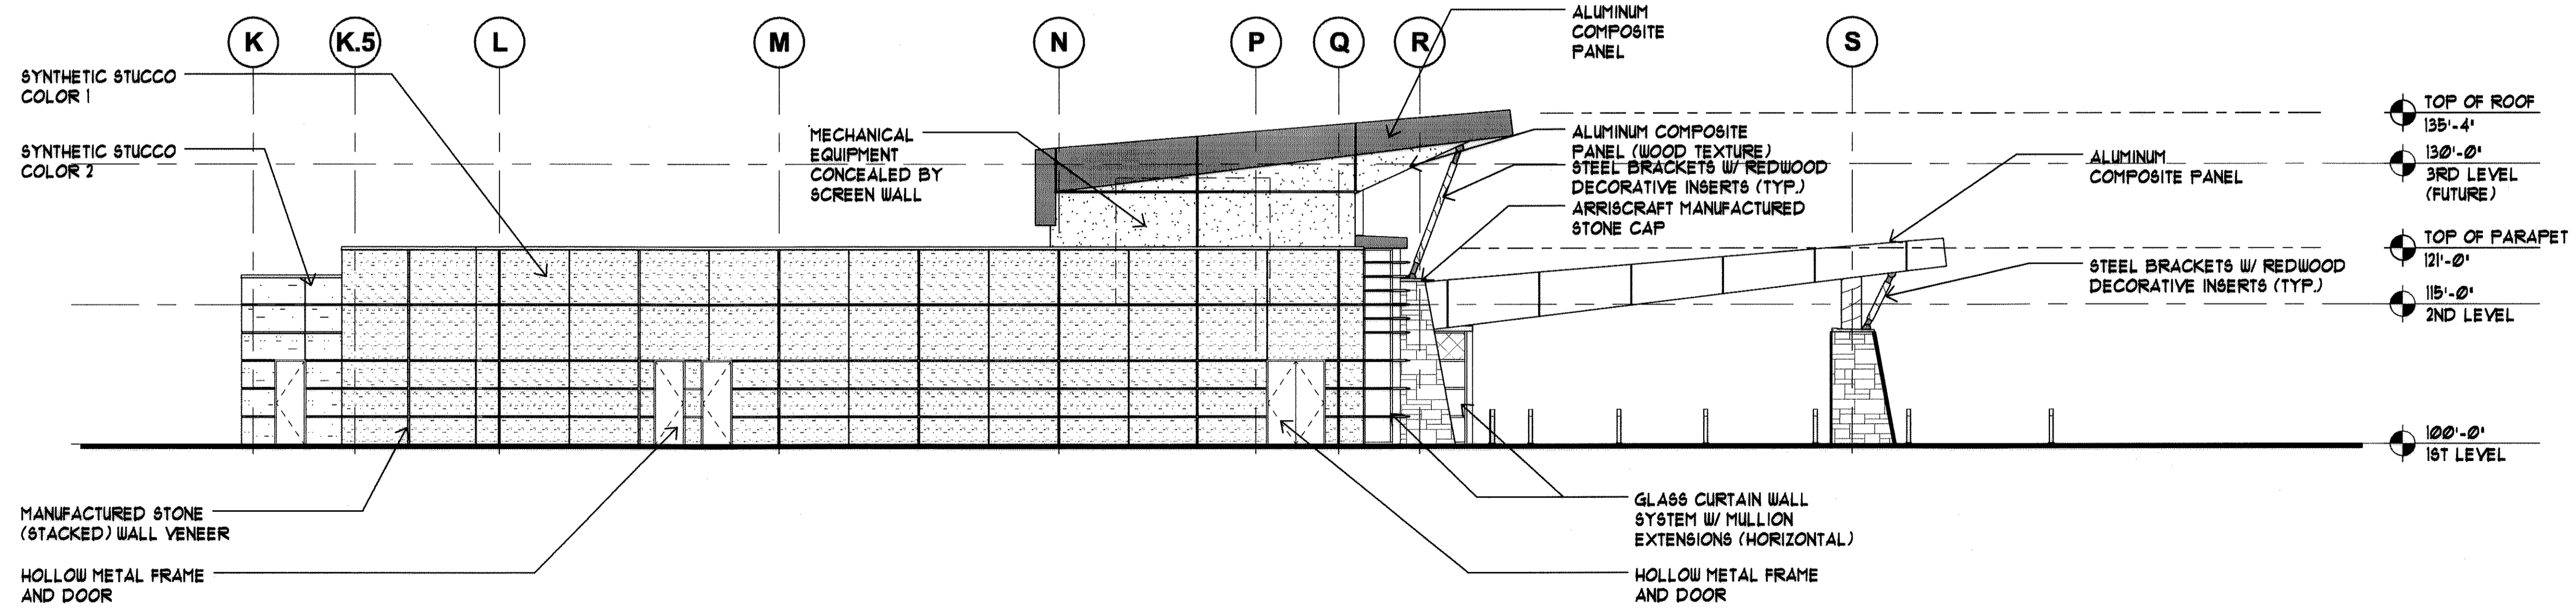 K
K.5
L
M
N
P
Q
R
S
ALUMINUM
COMPOSITE
PANEL
SYNTHETIC STUCCO
COLOR 1
SYNTHETIC STUCCO
COLOR 2
MECHANICAL
EQUIPMENT
CONCEALED BY
SCREEN WALL
ALUMINUM COMPOSITE
PANEL (WOOD TEXTURE)
STEEL BRACKETS W/ REDWOOD
DECORATIVE INSERTS (TYP.)
ARRISCRAFT MANUFACTURED
STONE CAP
ALUMINUM
COMPOSITE PANEL
STEEL BRACKETS W/ REDWOOD
DECORATIVE INSERTS (TYP.)
TOP OF ROOF
135'-4"
130'-0"
3RD LEVEL
(FUTURE)
TOP OF PARAPET
121'-0"
115'-0"
2ND LEVEL
100'-0"
1ST LEVEL
MANUFACTURED STONE
(STACKED) WALL VENEER
HOLLOW METAL FRAME
AND DOOR
GLASS CURTAIN WALL
SYSTEM W/ MULLION
EXTENSIONS (HORIZONTAL)
HOLLOW METAL FRAME
AND DOOR